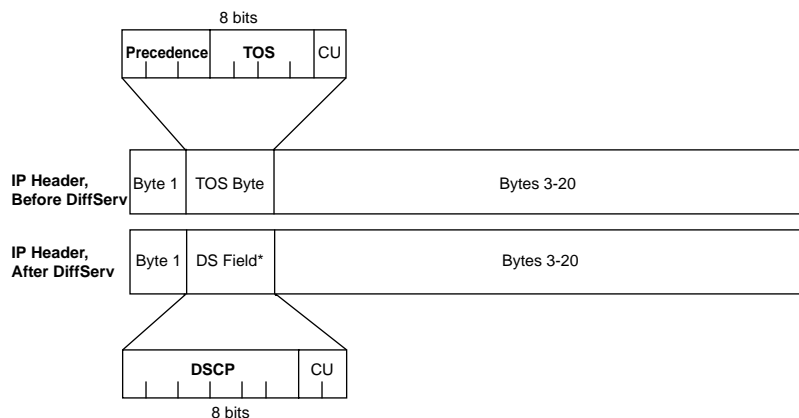 8 bits
Precedence TOS CU
IP Header,
Before DiffServ
Byte 1 TOS Byte Bytes 3-20
IP Header,
After DiffServ
Byte 1 DS Field* Bytes 3-20
DSCP CU
8 bits